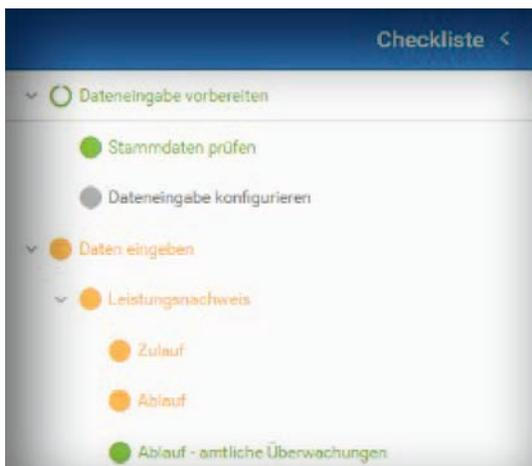 Checkliste <
Dateneingabe vorbereiten
Stammdaten prüfen
Dateneingabe konfigurieren
Daten eingeben
Leistungsnachweis
Zulauf
Ablauf
Ablauf - amtliche Überwachungen